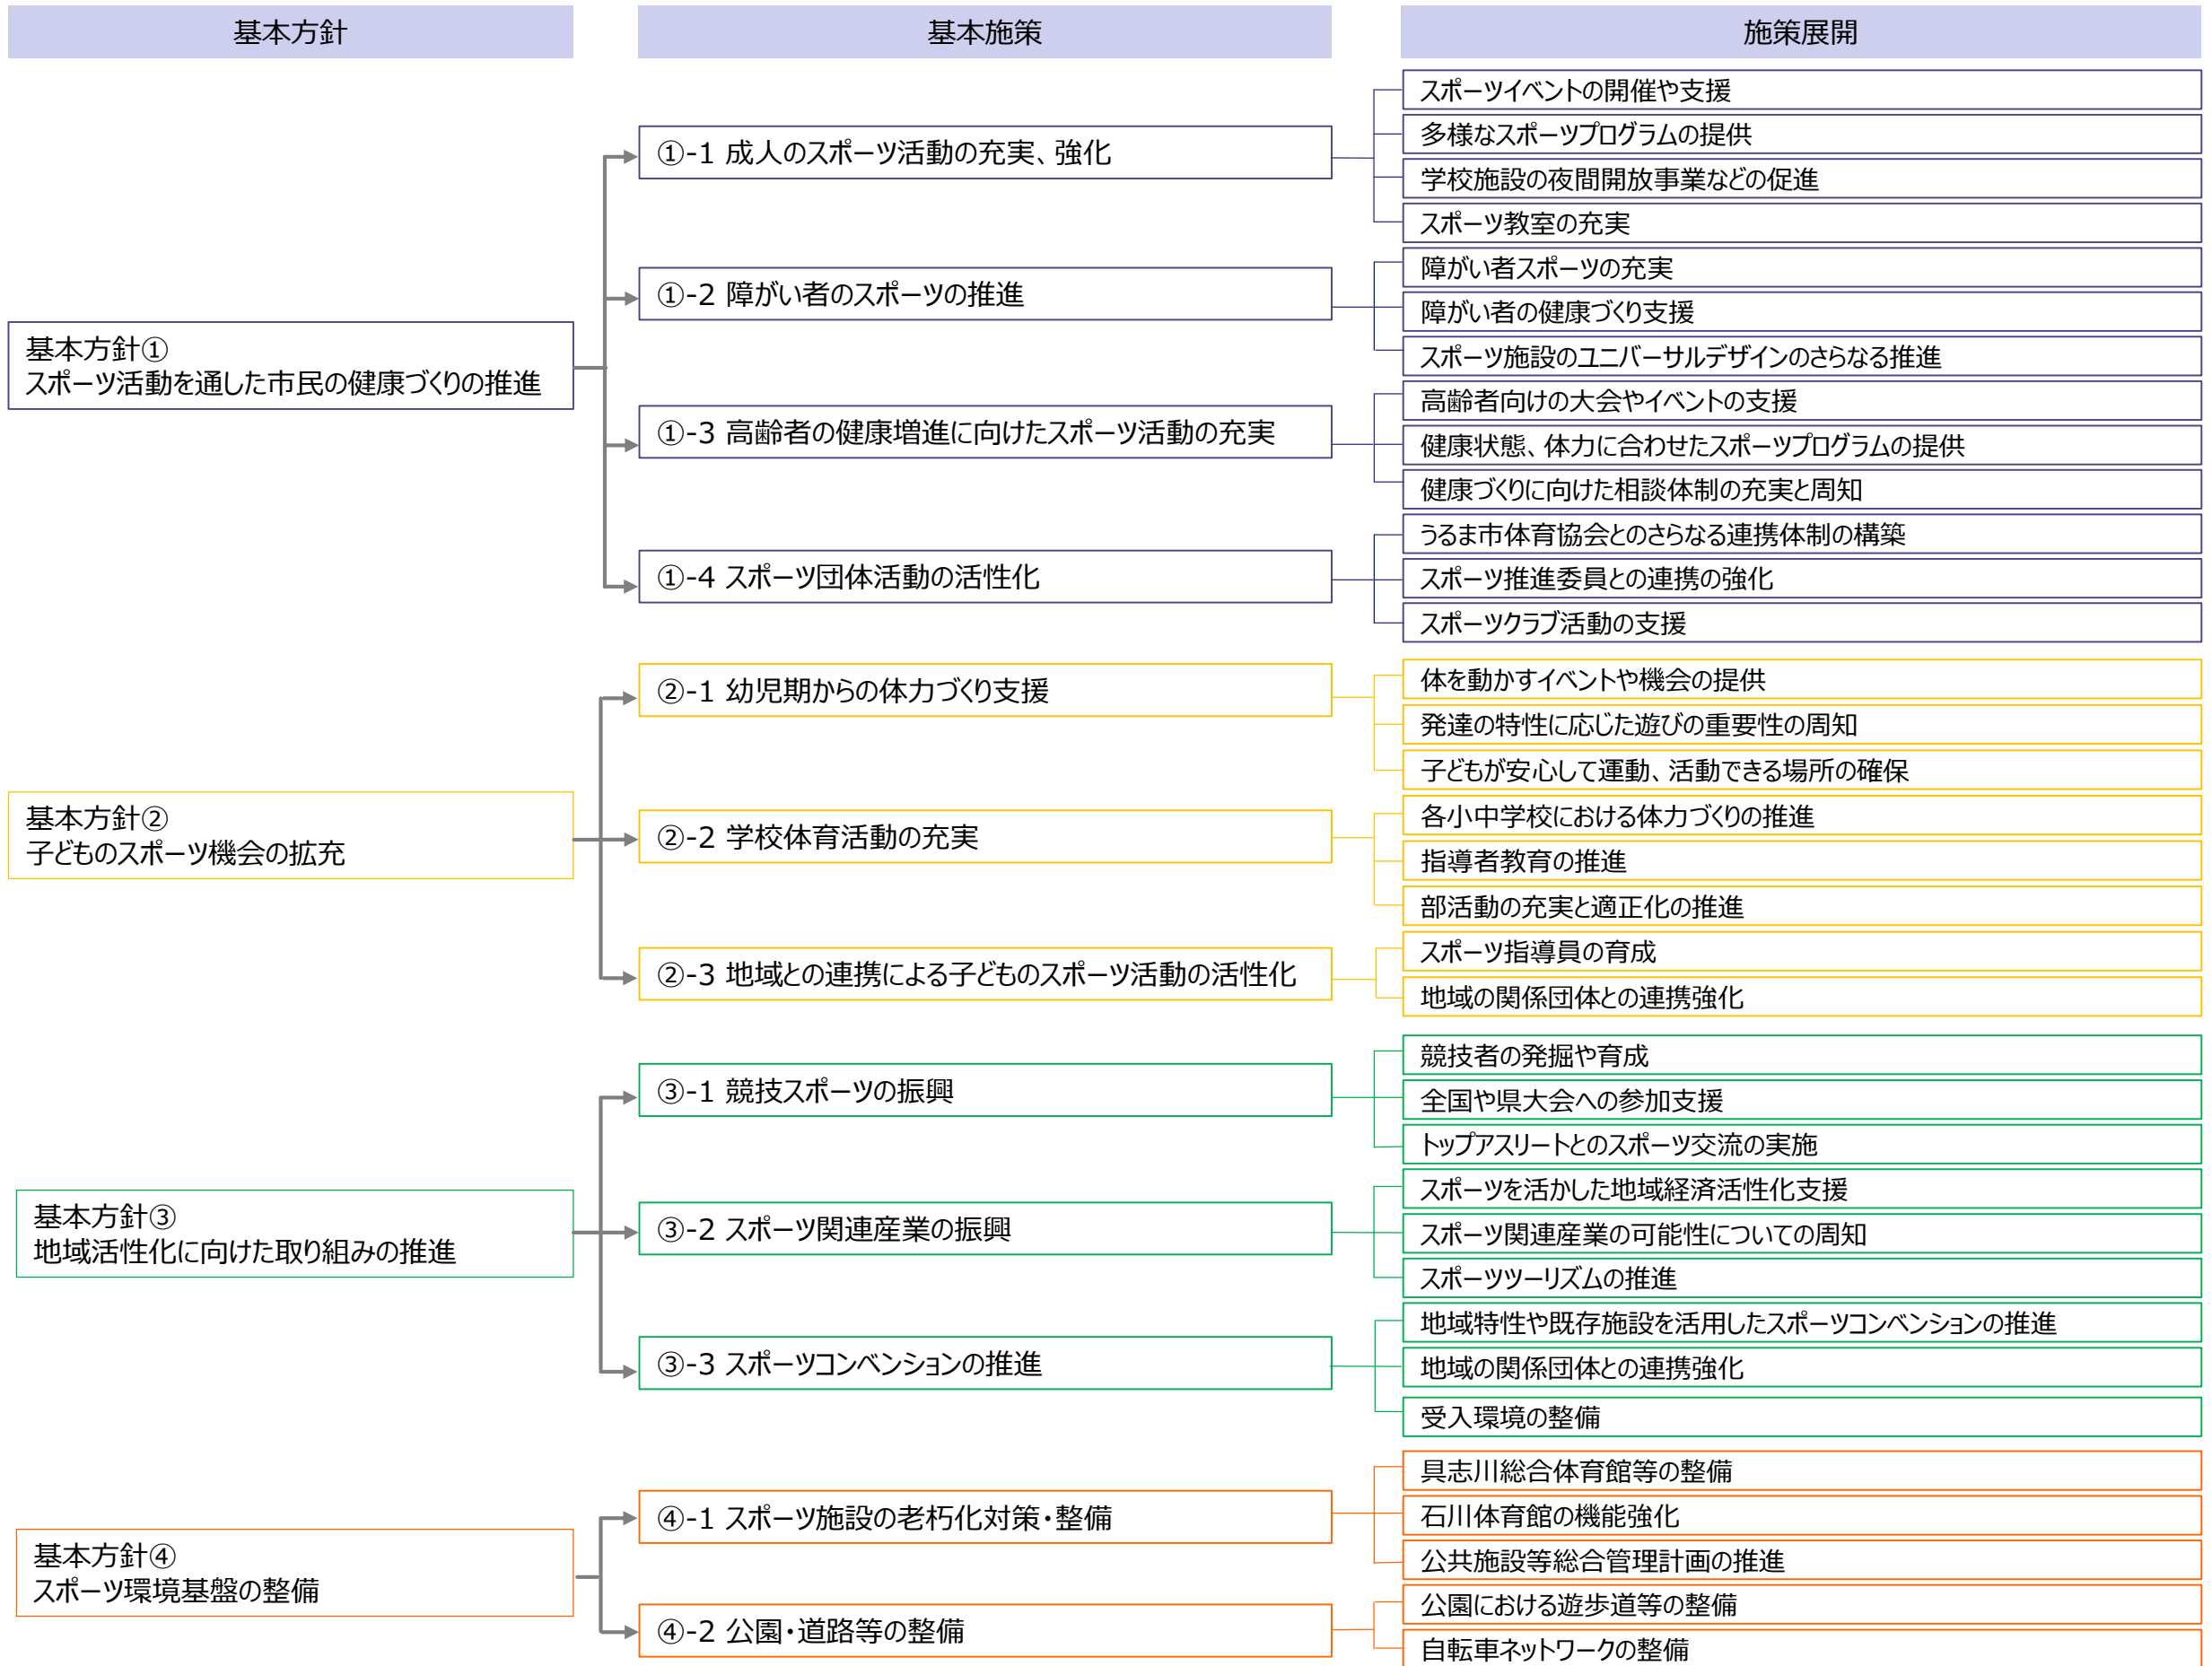 基本方針
基本施策
施策展開
基本方針①
スポーツ活動を通した市民の健康づくりの推進
①-1 成人のスポーツ活動の充実、強化
スポーツイベントの開催や支援
多様なスポーツプログラムの提供
学校施設の夜間開放事業などの促進
スポーツ教室の充実
①-2 障がい者のスポーツの推進
障がい者スポーツの充実
障がい者の健康づくり支援
スポーツ施設のユニバーサルデザインのさらなる推進
①-3 高齢者の健康増進に向けたスポーツ活動の充実
高齢者向けの大会やイベントの支援
健康状態、体力に合わせたスポーツプログラムの提供
健康づくりに向けた相談体制の充実と周知
①-4 スポーツ団体活動の活性化
うるま市体育協会とのさらなる連携体制の構築
スポーツ推進委員との連携の強化
スポーツクラブ活動の支援
基本方針②
子どものスポーツ機会の拡充
②-1 幼児期からの体力づくり支援
体を動かすイベントや機会の提供
発達の特性に応じた遊びの重要性の周知
子どもが安心して運動、活動できる場所の確保
②-2 学校体育活動の充実
各小中学校における体力づくりの推進
指導者教育の推進
部活動の充実と適正化の推進
②-3 地域との連携による子どものスポーツ活動の活性化
スポーツ指導員の育成
地域の関係団体との連携強化
基本方針③
地域活性化に向けた取り組みの推進
③-1 競技スポーツの振興
競技者の発掘や育成
全国や県大会への参加支援
トップアスリートとのスポーツ交流の実施
③-2 スポーツ関連産業の振興
スポーツを活かした地域経済活性化支援
スポーツ関連産業の可能性についての周知
スポーツツーリズムの推進
③-3 スポーツコンベンションの推進
地域特性や既存施設を活用したスポーツコンベンションの推進
地域の関係団体との連携強化
受入環境の整備
基本方針④
スポーツ環境基盤の整備
④-1 スポーツ施設の老朽化対策・整備
具志川総合体育館等の整備
石川体育館の機能強化
公共施設等総合管理計画の推進
④-2 公園・道路等の整備
公園における遊歩道等の整備
自転車ネットワークの整備